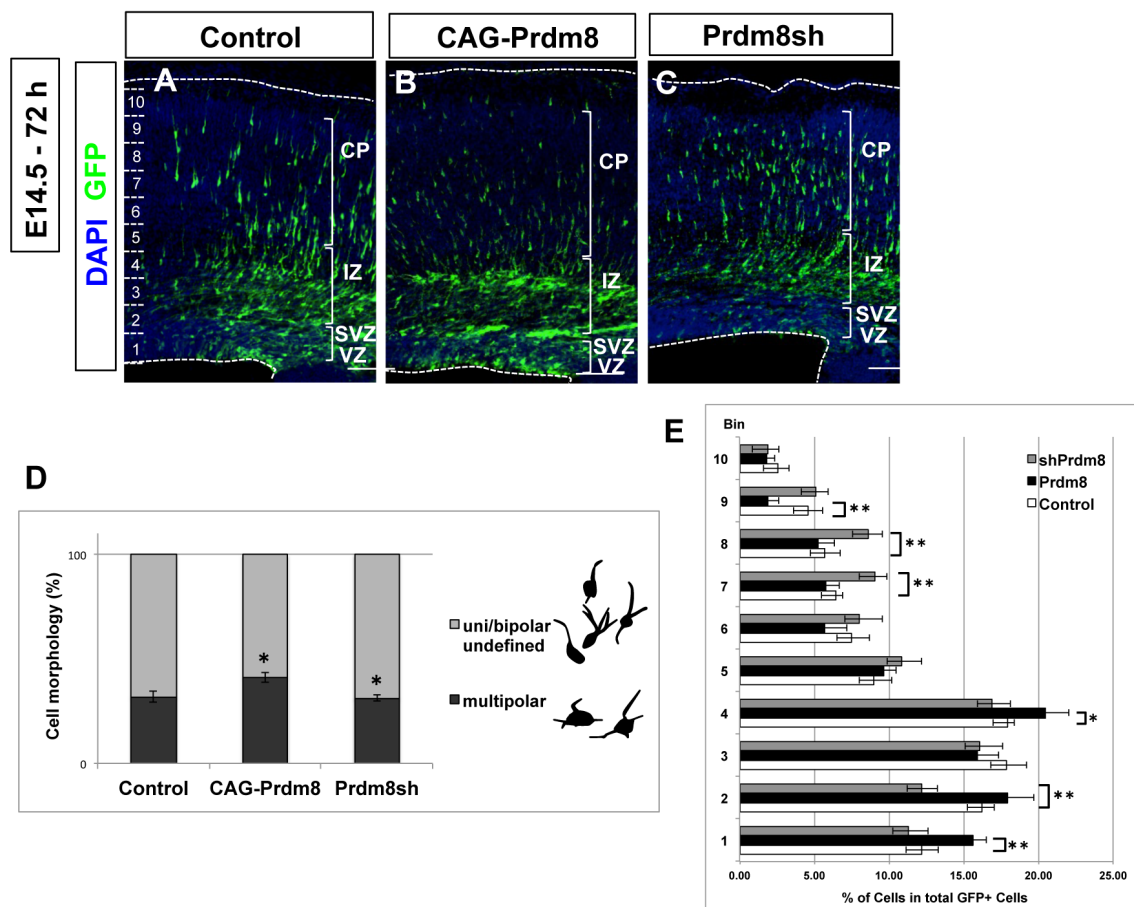 Control
CAG-Prdm8
Prdm8sh
E14.5 - 72 h
DAPI GFP
A
B
C
10
9
8
7
6
5
4
3
2
1
CP
IZ
SVZ
VZ
CP
IZ
SVZ
VZ
CP
IZ
SVZ
VZ
D
Cell morphology (%)
100
0
*
*
Control
CAG-Prdm8
Prdm8sh
uni/bipolar
undefined
multipolar
E
Bin
10
9
8
7
6
5
4
3
2
1
shPrdm8
Prdm8
Control
**
**
**
*
**
**
0.00
5.00
10.00
15.00
20.00
25.00
% of Cells in total GFP+ Cells